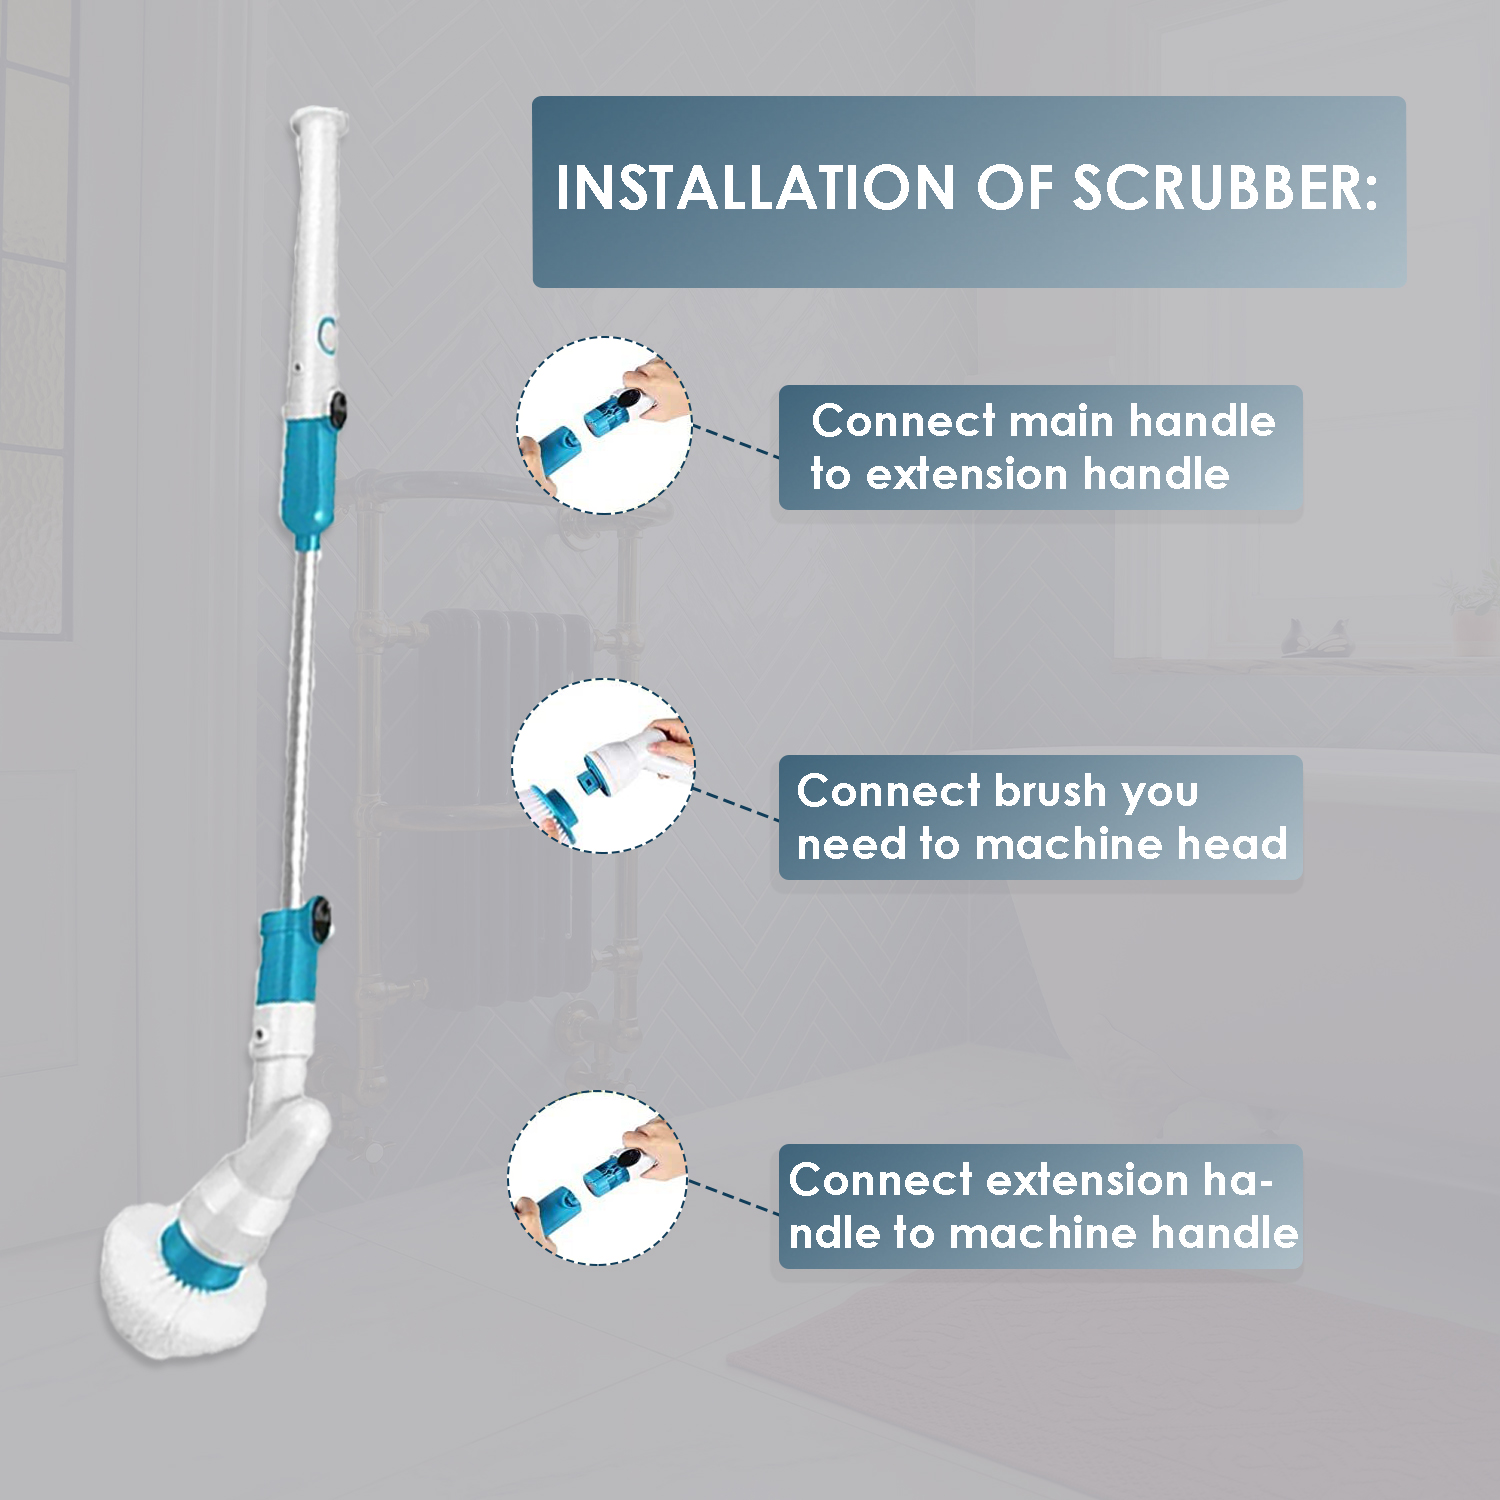 INSTALLATION OF SCRUBBER:
Connect main handle
to extension handle
Connect brush you
need to machine head
Connect extension ha-
ndle to machine handle